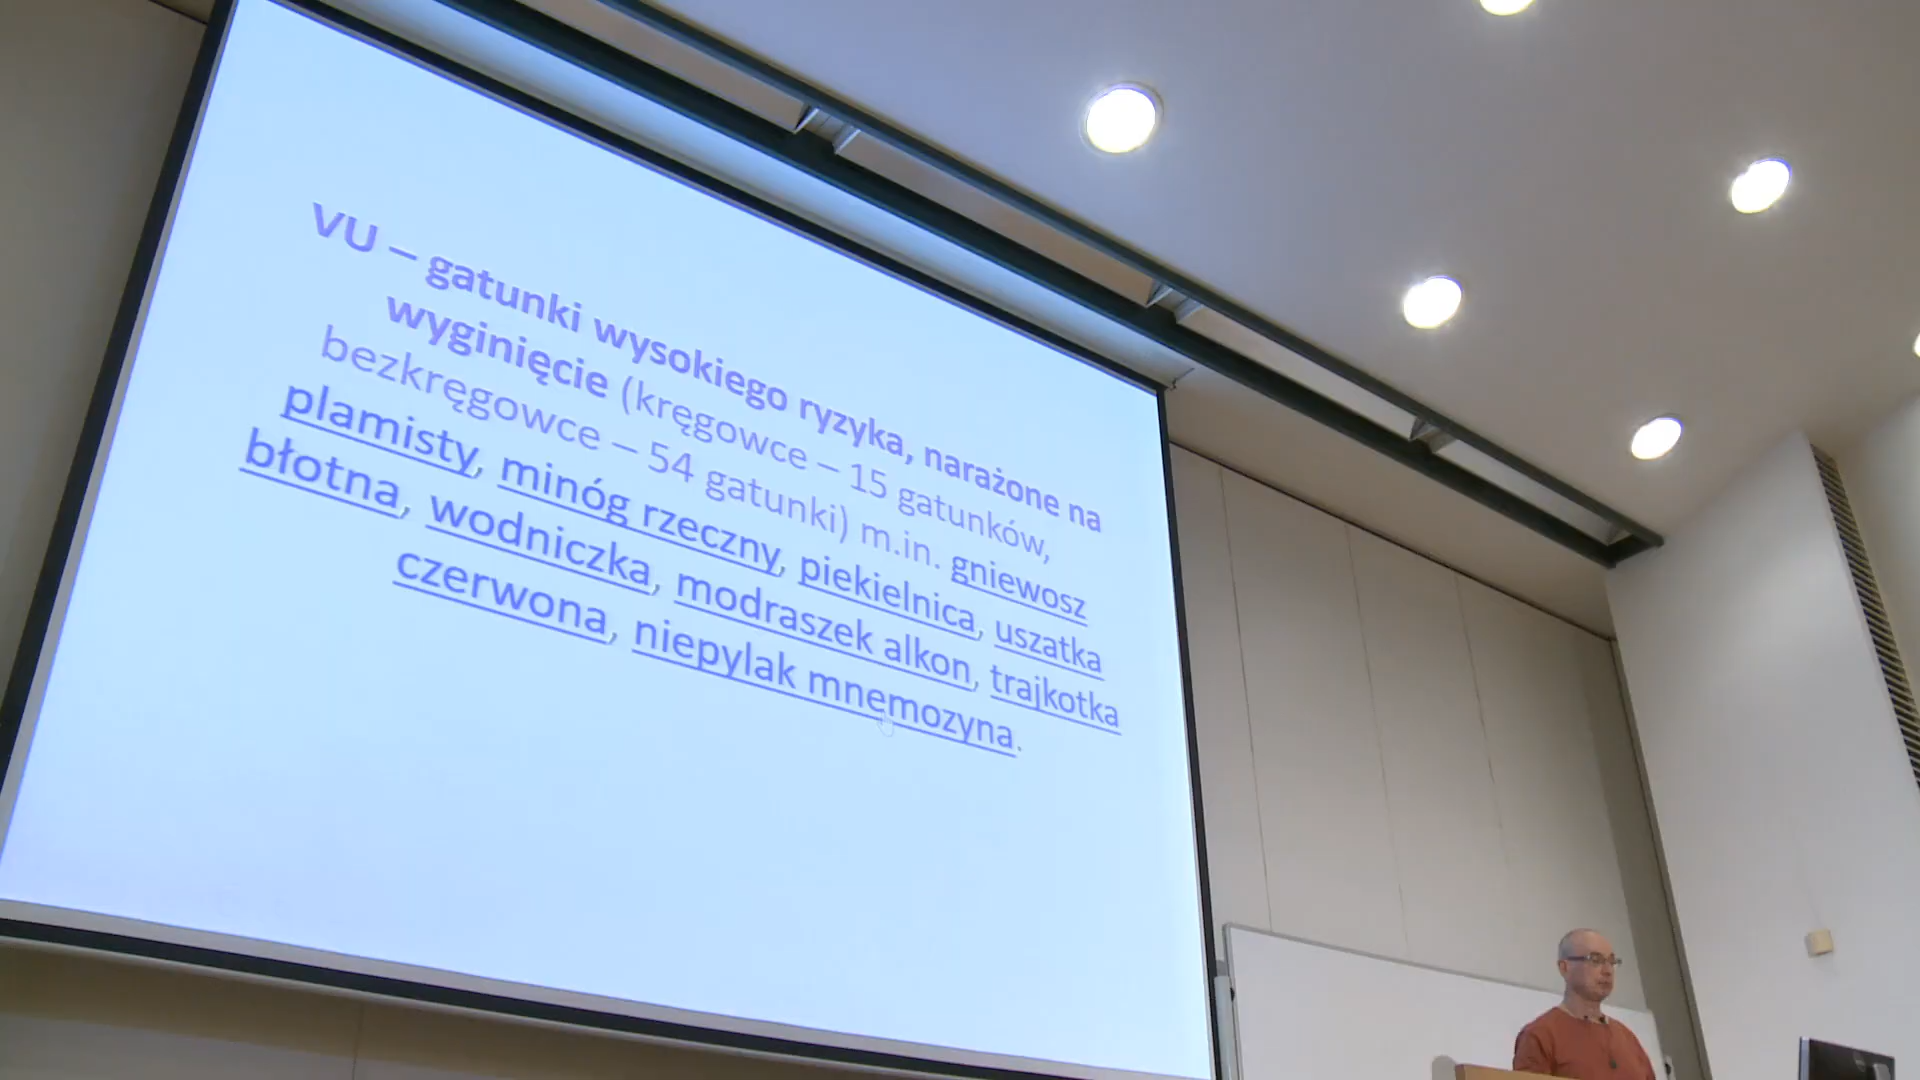 VU – gatunki wysokiego ryzyka, narażone na
wyginięcie (kręgowce – 15 gatunków,
bezkręgowce – 54 gatunki) m.in. gniewosz
plamisty, minóg rzeczny, piekielnica, uszatka
błotna, wodniczka, modraszek alkon, trajkotka
czerwona, niepylak mnemozyna.